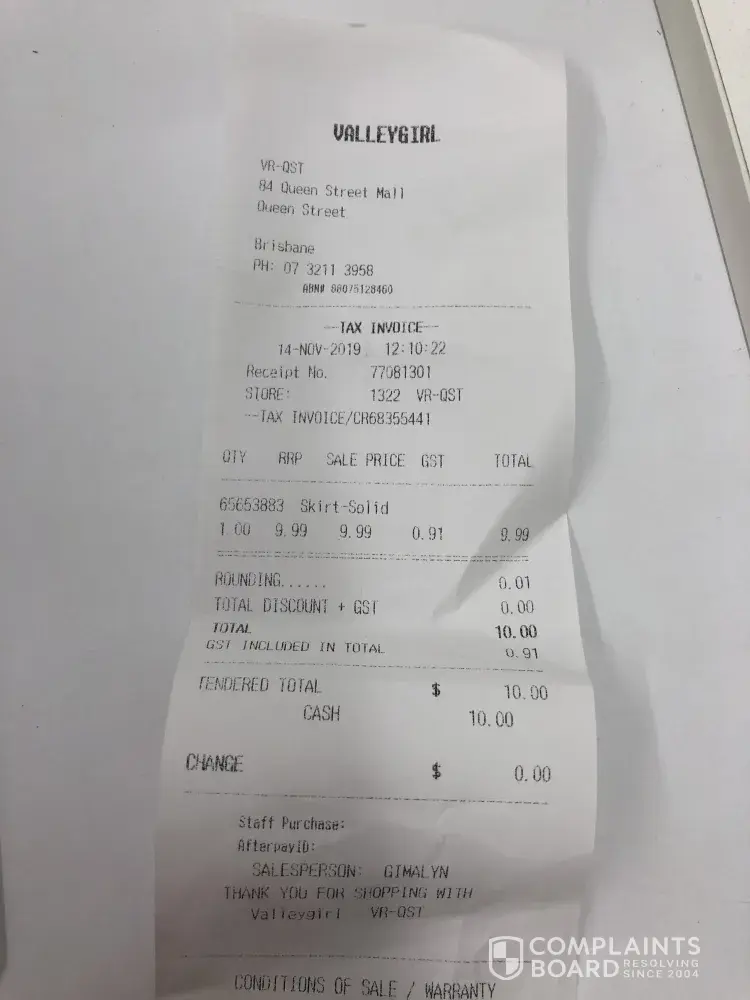 VALLEYGIRL
VR-QST
84 Queen Street Mall
Queen Street
Brisbane
PH: 07 3211 3958
ABN# 98075128460
--TAX INVOICE--
14-NOV-2019 12:10:22
Receipt No. 77081301
STORE: 1322 VR-QST
--TAX INVOICE/CR68355441
QTY RRP SALE PRICE GST TOTAL
65653883 Skirt-Solid
1.00 9.99 9.99 0.91 9.99
ROUNDING...... 0.01
TOTAL DISCOUNT + GST 0.00
TOTAL 10.00
GST INCLUDED IN TOTAL 0.91
TENDERED TOTAL $ 10.00
CASH 10.00
CHANGE $ 0.00
Staff Purchase:
AfterpayID:
SALESPERSON: GIMALYN
THANK YOU FOR SHOPPING WITH
Valleygirl VR-QST
CONDITIONS OF SALE / WARRANTY
COMPLAINTS
BOARD RESOLVING SINCE 2004